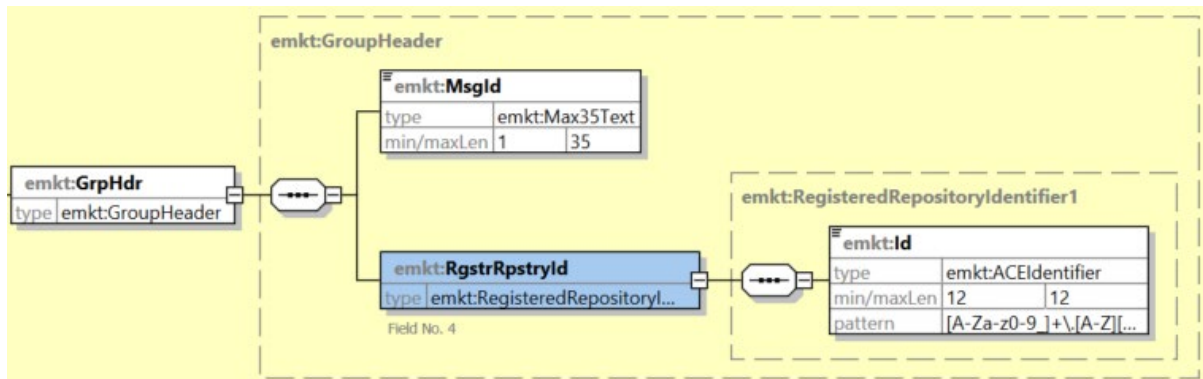 emkt:GroupHeader
emkt:MsgId
type emkt:Max35Text
min/maxLen 1 35
emkt:GrpHdr
type emkt:GroupHeader
emkt:RegisteredRepositoryIdentifier1
emkt:Id
type emkt:ACEIdentifier
min/maxLen 12 12
pattern [A-Za-z0-9_]+\.[A-Z][...
emkt:RgstrRpstryId
type emkt:RegisteredRepositoryI...
Field No. 4